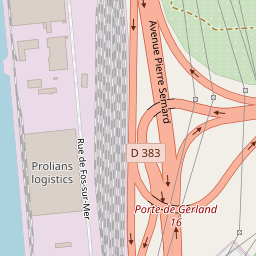 Avenue Pierre Semard
Prolians
logistics
Rue de Fos-sur-Mer
D 383
Porte de Gerland
16